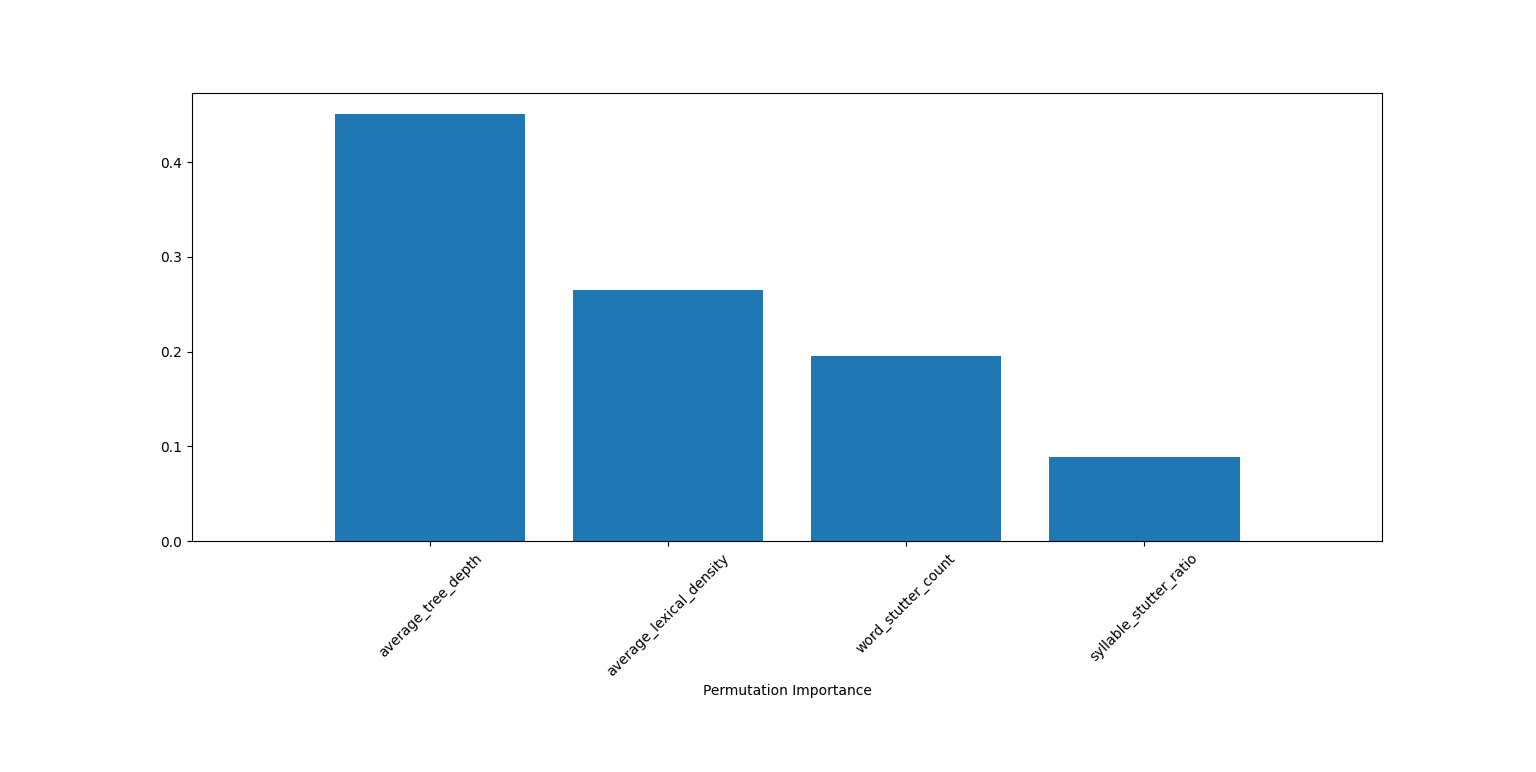 0.4
0.3
0.2
0.1
0.0
average_tree_depth
average_lexical_density
word_stutter_count
syllable_stutter_ratio
Permutation Importance